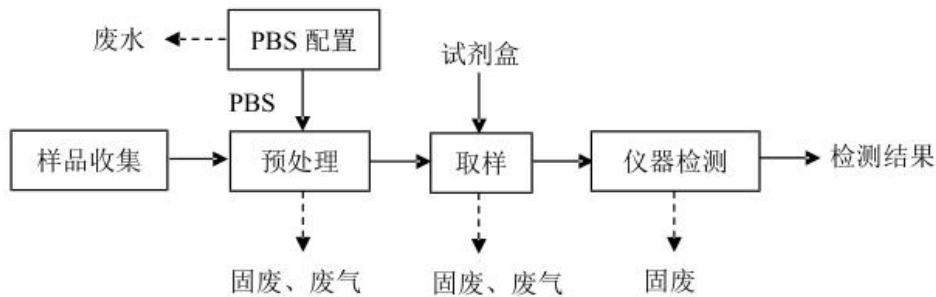 废水
PBS 配置
试剂盒
PBS
样品收集
预处理
取样
仪器检测
检测结果
固废、废气
固废、废气
固废